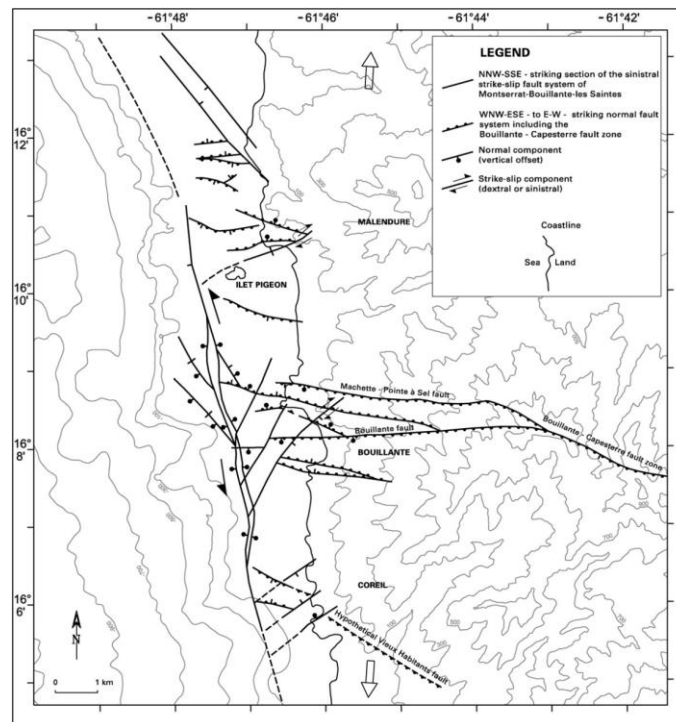 -61°48' -61°46' -61°44' -61°42'
LEGEND
NNW-SSE - striking section of the sinistral
strike-slip fault system of
Montserrat-Bouillante-les Saintes
WNW-ESE - to E-W - striking normal fault
system including the
Bouillante - Capesterre fault zone
Normal component
(vertical offset)
Strike-slip component
(dextral or sinistral)
Coastline
Sea Land
16°
12'
MALENDURE
ILET PIGEON
16°
10'
Machette - Pointe à Sel fault
Bouillante fault
Bouillante - Capesterre fault zone
16°
8'
BOUILLANTE
COREIL
16°
6'
Hypothetical Vieux Habitants fault
N
0 1 km